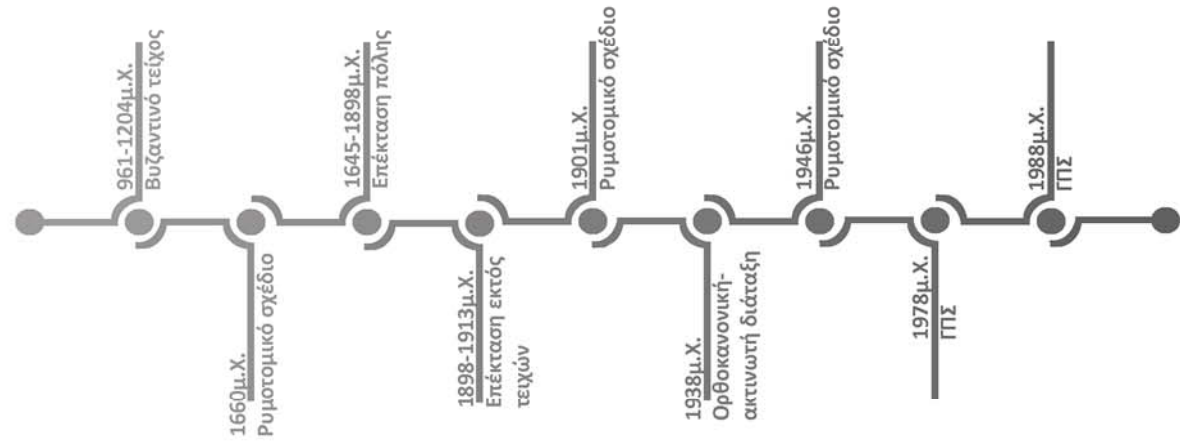 961-1204μ.Χ.
Βυζαντινό τείχος
1660μ.Χ.
Ρυμοτομικό σχέδιο
1645-1898μ.Χ.
Επέκταση πόλης
1898-1913μ.Χ.
Επέκταση εκτός
τειχών
1901μ.Χ.
Ρυμοτομικό σχέδιο
1938μ.Χ.
Ορθοκανονική-
ακτινωτή διάταξη
1946μ.Χ.
Ρυμοτομικό σχέδιο
1978μ.Χ.
ΓΠΣ
1988μ.Χ.
ΓΠΣ